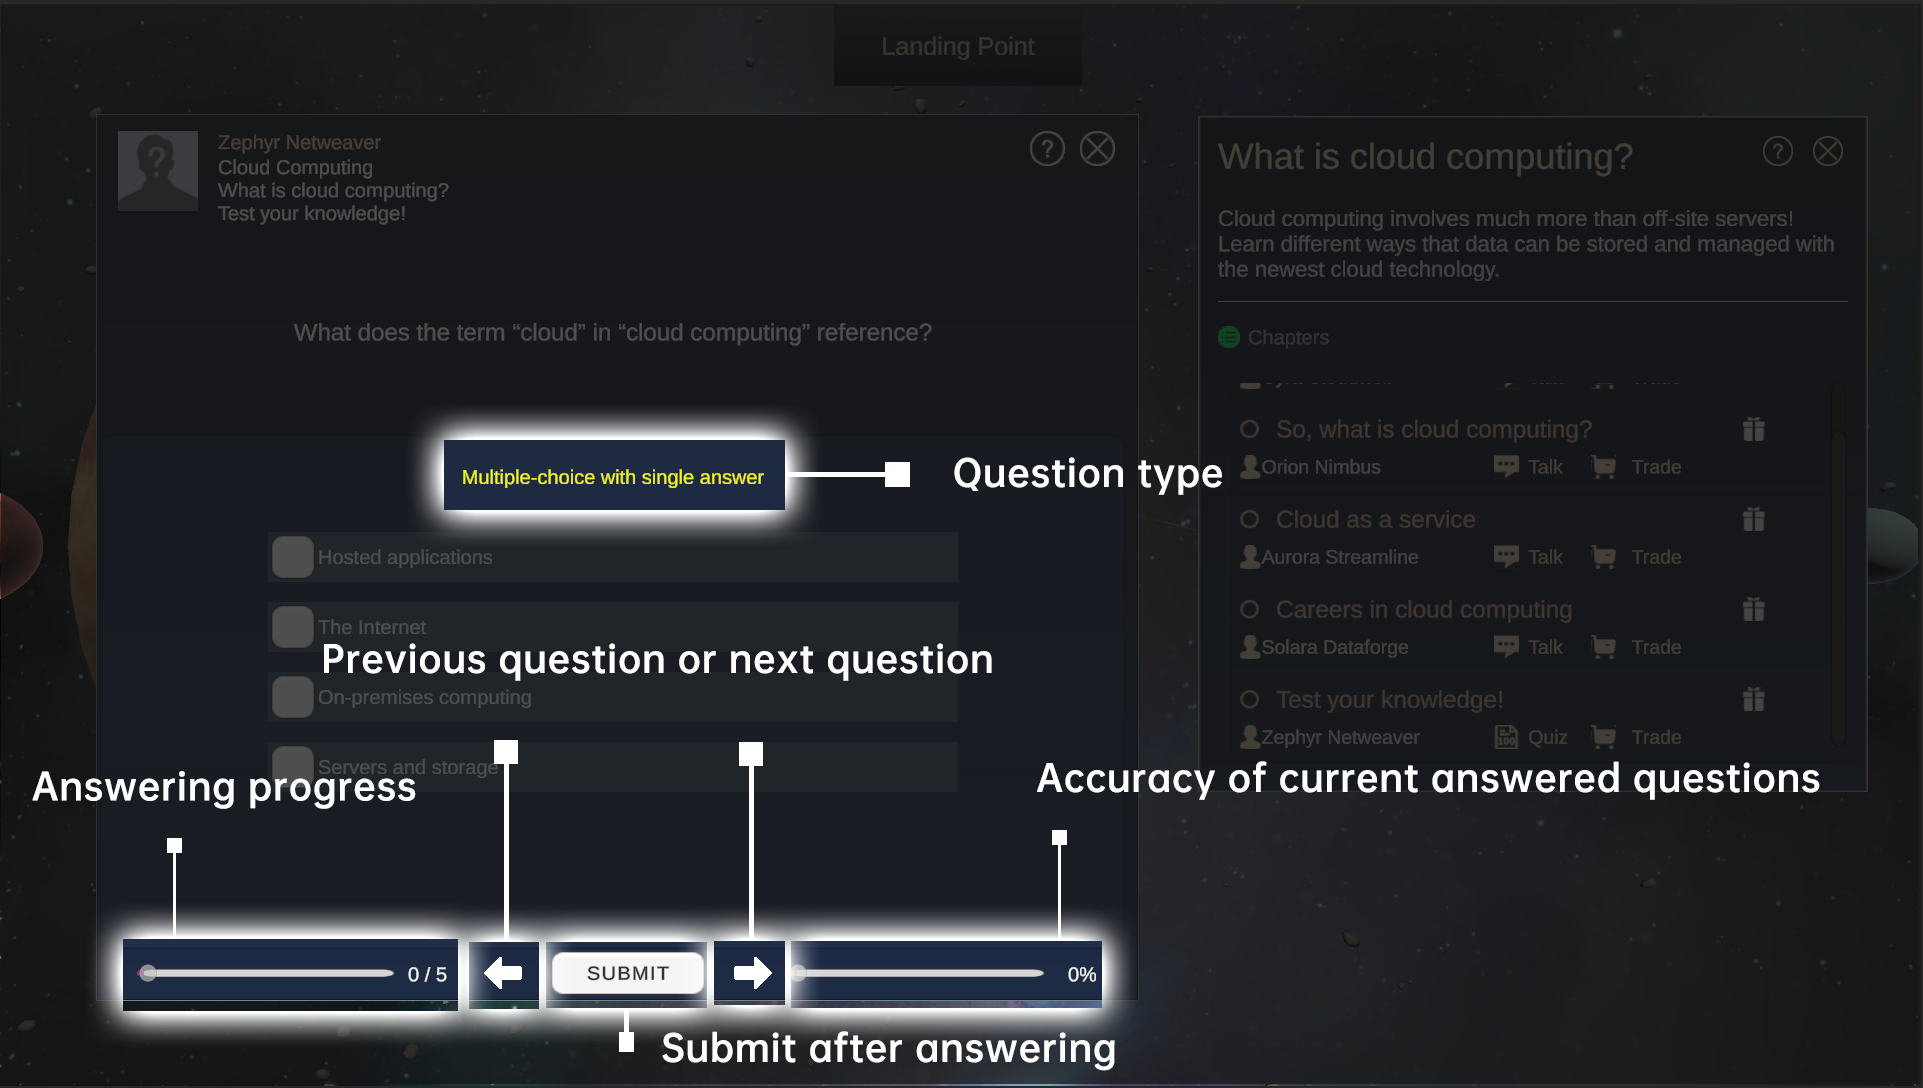 Landing Point
Zephyr Netweaver
Cloud Computing
What is cloud computing?
Test your knowledge!
What does the term “cloud” in “cloud computing” reference?
Multiple-choice with single answer
Question type
Hosted applications
The Internet
Previous question or next question
On-premises computing
Servers and storage
Answering progress
Accuracy of current answered questions
0 / 5
SUBMIT
0%
Submit after answering
What is cloud computing?
Cloud computing involves much more than off-site servers!
Learn different ways that data can be stored and managed with
the newest cloud technology.
Chapters
So, what is cloud computing?
Orion Nimbus Talk Trade
Cloud as a service
Aurora Streamline Talk Trade
Careers in cloud computing
Solara Dataforge Talk Trade
Test your knowledge!
Zephyr Netweaver Quiz Trade